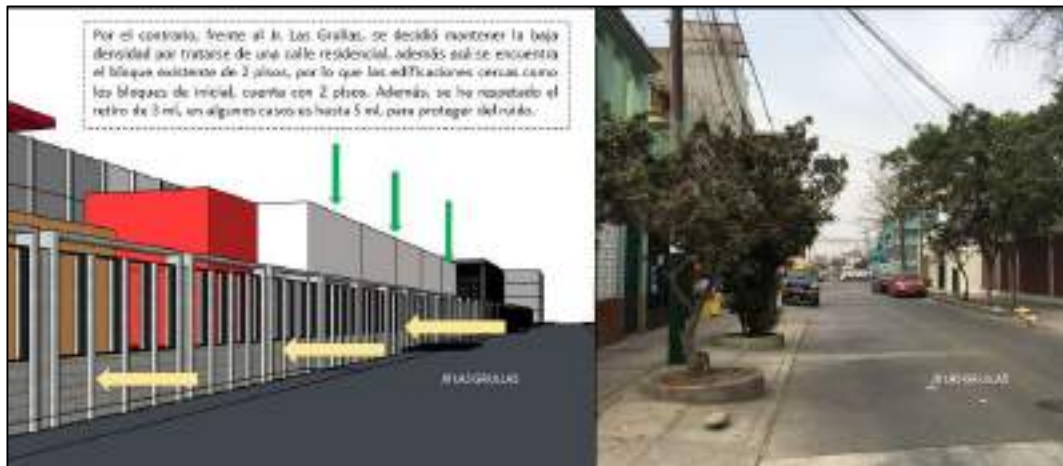 Por el contrario, frente al Jr. Las Grullas, se decidió mantener la baja
densidad por tratarse de una calle residencial, además acá se encuentra
el bloque existente de 2 pisos, por lo que las edificaciones cercas como
los bloques de inicial, cuenta con 2 pisos. Además, se ha respetado el
retiro de 3 ml, en algunos casos es hasta 5 ml, para proteger del ruido.
JR LAS GRULLAS
JR LAS GRULLAS